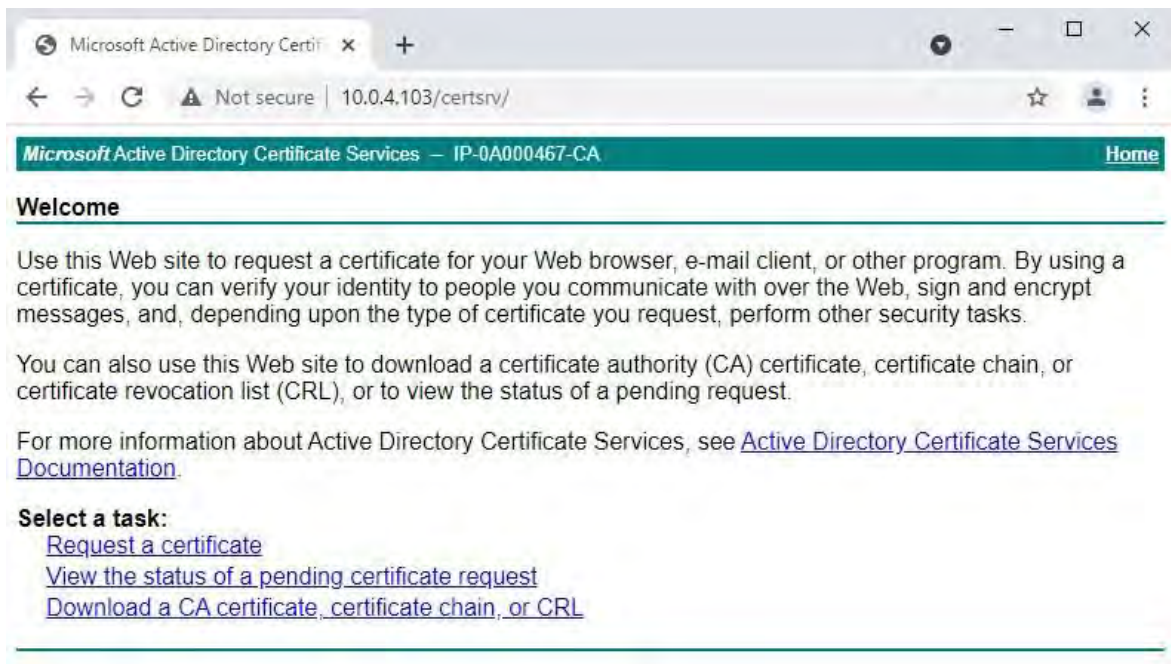 Microsoft Active Directory Certif
Not secure | 10.0.4.103/certsrv/
Microsoft Active Directory Certificate Services – IP-0A000467-CA Home
Welcome
Use this Web site to request a certificate for your Web browser, e-mail client, or other program. By using a
certificate, you can verify your identity to people you communicate with over the Web, sign and encrypt
messages, and, depending upon the type of certificate you request, perform other security tasks.
You can also use this Web site to download a certificate authority (CA) certificate, certificate chain, or
certificate revocation list (CRL), or to view the status of a pending request.
For more information about Active Directory Certificate Services, see Active Directory Certificate Services
Documentation.
Select a task:
Request a certificate
View the status of a pending certificate request
Download a CA certificate, certificate chain, or CRL